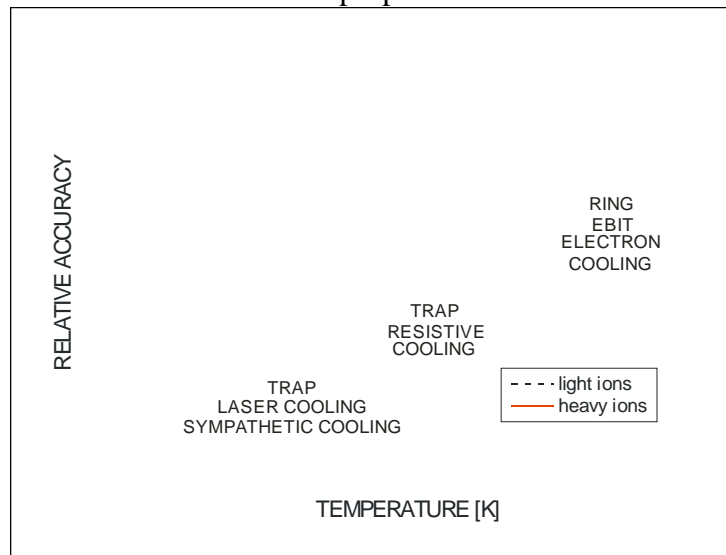 RELATIVE ACCURACY
RING
EBIT
ELECTRON
COOLING
TRAP
RESISTIVE
COOLING
TRAP
LASER COOLING
SYMPATHETIC COOLING
light ions
heavy ions
TEMPERATURE [K]